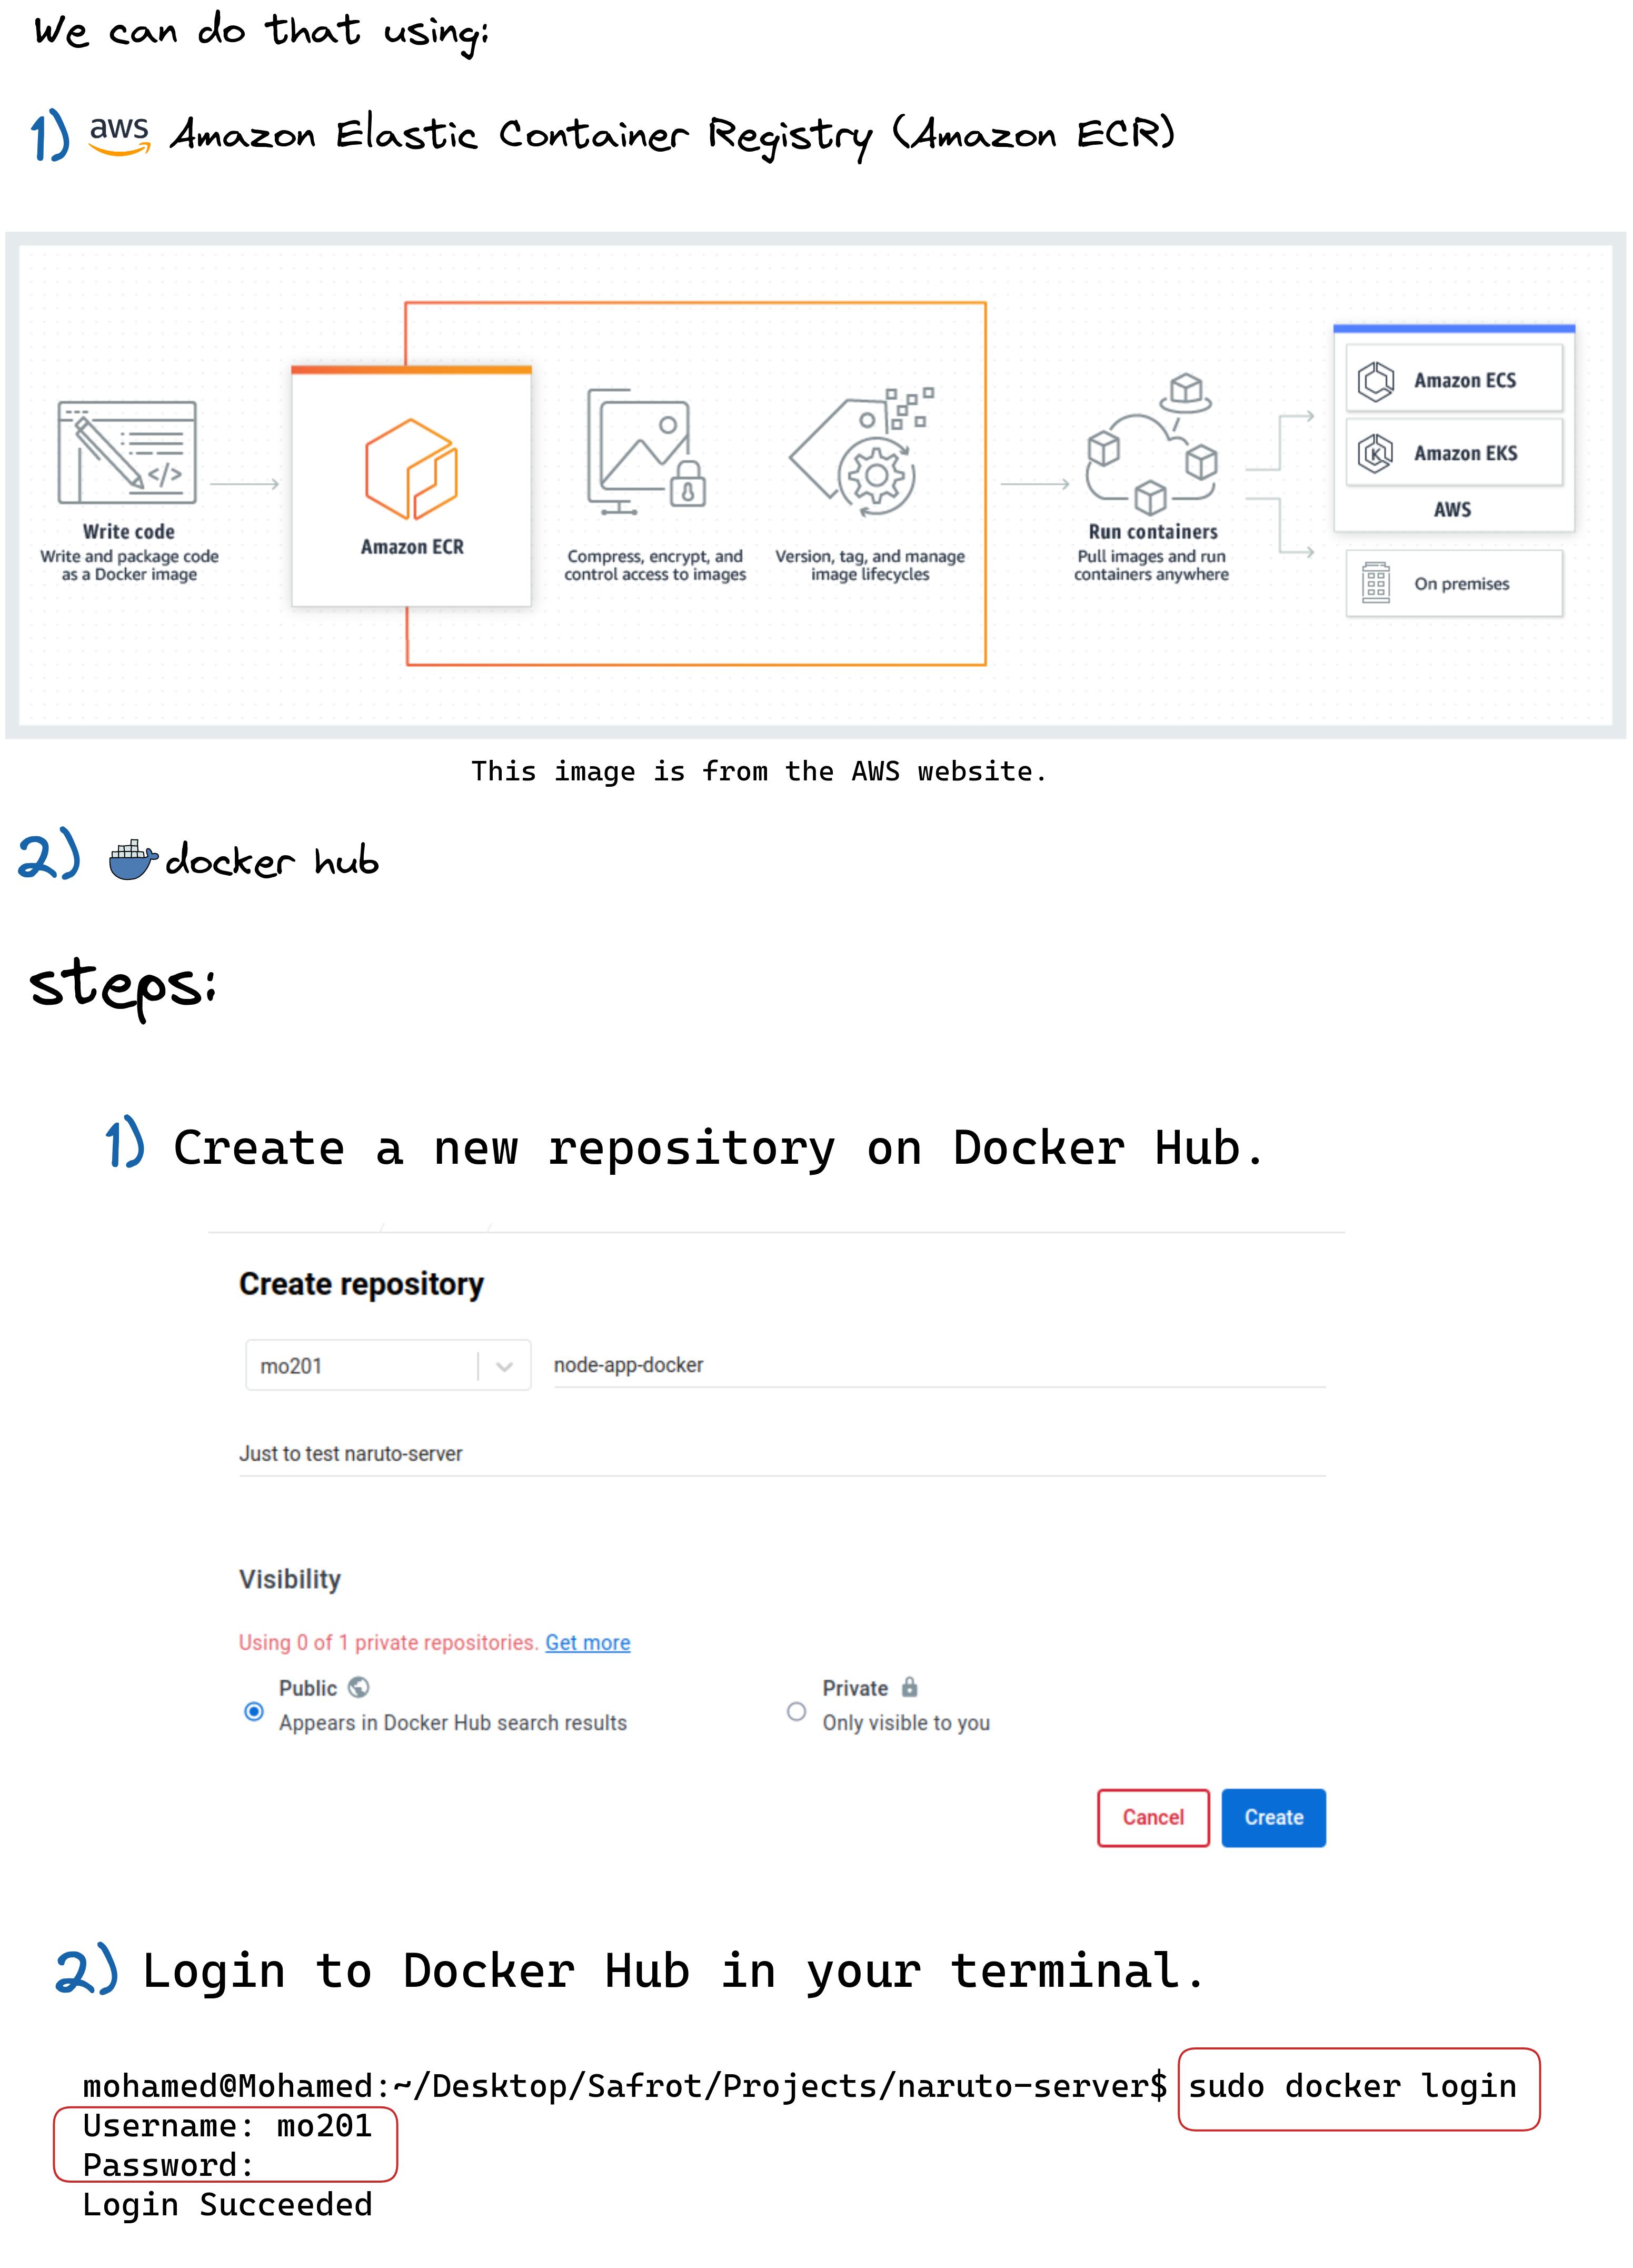 We can do that using:
1) aws Amazon Elastic Container Registry (Amazon ECR)
Write code
Write and package code
as a Docker image
Amazon ECR
Compress, encrypt, and
control access to images
Version, tag, and manage
image lifecycles
Run containers
Pull images and run
containers anywhere
Amazon ECS
Amazon EKS
AWS
On premises
This image is from the AWS website.
2) docker hub
steps:
1) Create a new repository on Docker Hub.
Create repository
mo201 node-app-docker
Just to test naruto-server
Visibility
Using 0 of 1 private repositories. Get more
Public Private
Appears in Docker Hub search results Only visible to you
Cancel Create
2) Login to Docker Hub in your terminal.
mohamed@Mohamed:~/Desktop/Safrot/Projects/naruto-server$ sudo docker login
Username: mo201
Password:
Login Succeeded